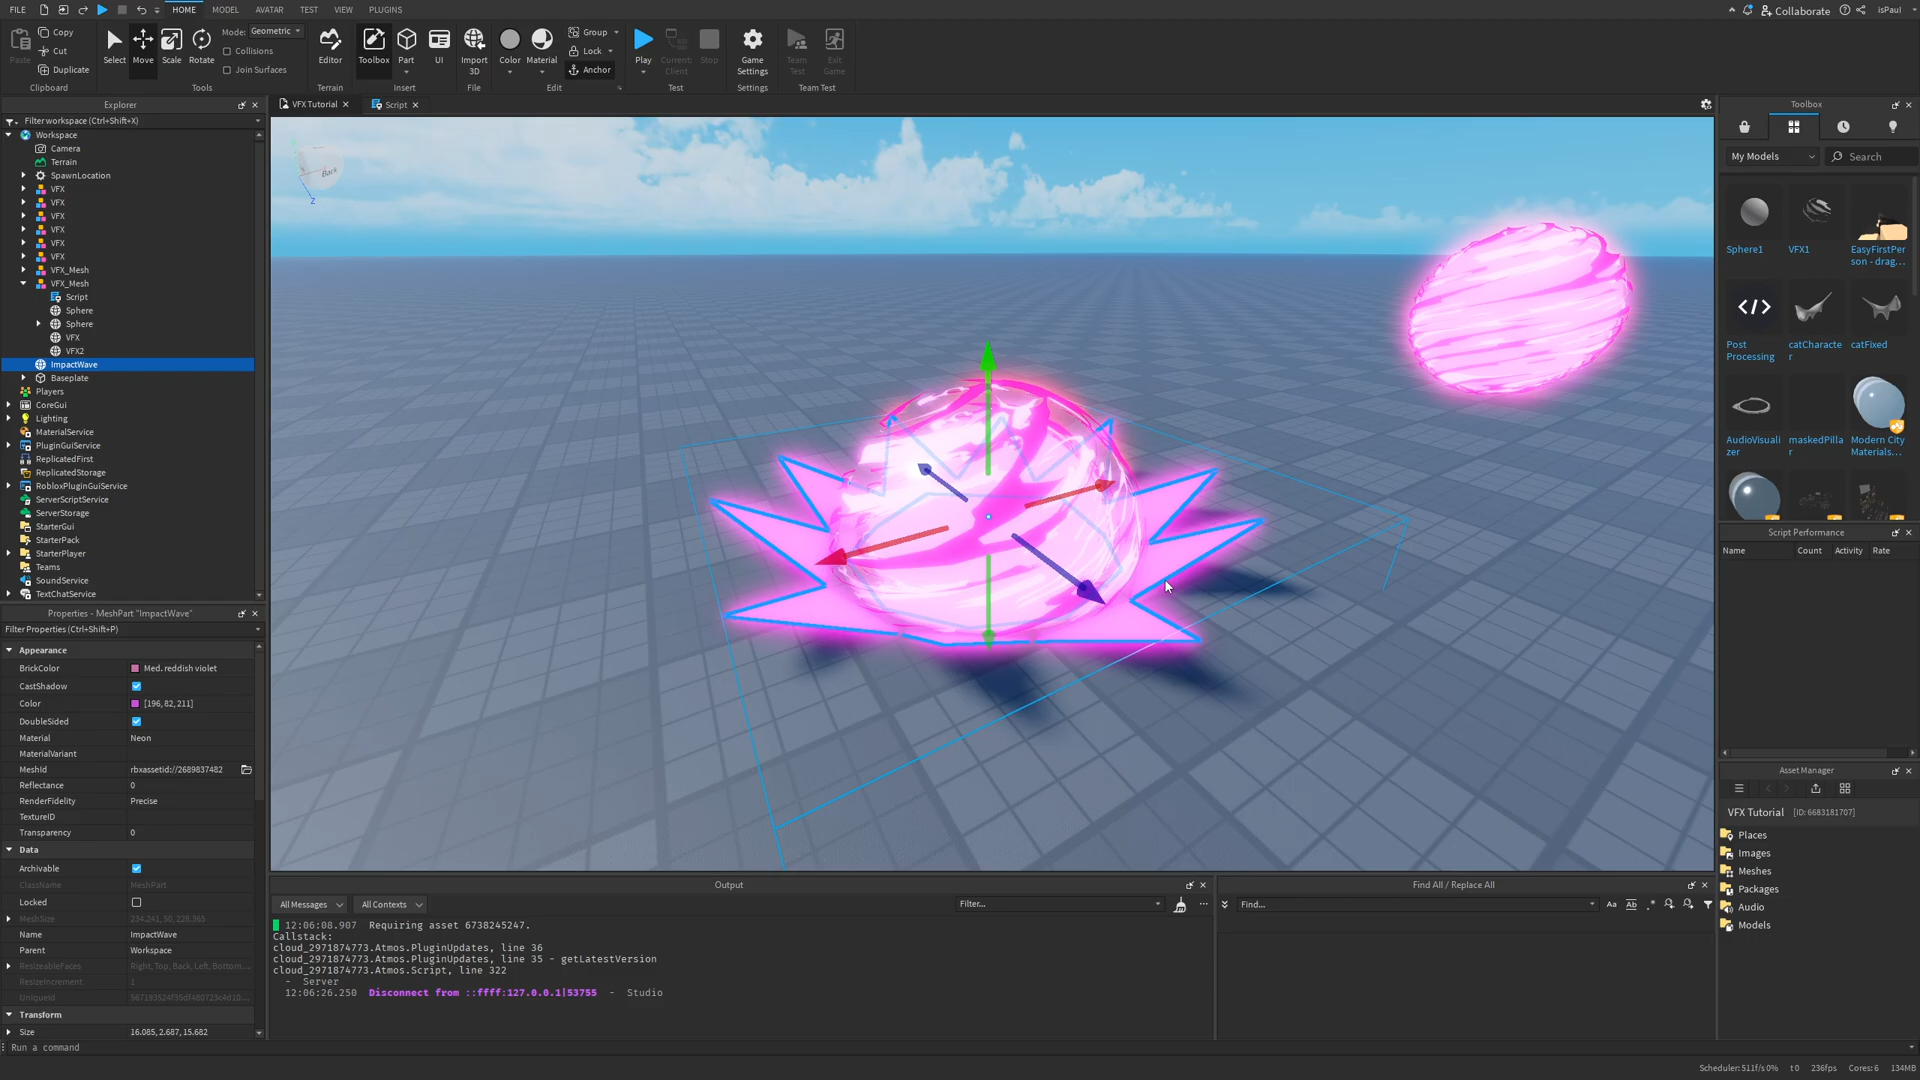 FILE
HOME
MODEL
AVATAR
TEST
VIEW
PLUGINS
Collaborate
isPaul
Paste
Copy
Cut
Duplicate
Clipboard
Select
Move
Scale
Rotate
Mode: Geometric
Collisions
Join Surfaces
Tools
Editor
Terrain
Toolbox
Part
UI
Insert
Import
3D
File
Color
Material
Group
Lock
Anchor
Edit
Play
Current:
Client
Stop
Test
Game
Settings
Settings
Team
Test
Exit
Game
Team Test
Explorer
Filter workspace (Ctrl+Shift+X)
Workspace
Camera
Terrain
SpawnLocation
VFX
VFX
VFX
VFX
VFX
VFX
VFX_Mesh
VFX_Mesh
Script
Sphere
Sphere
VFX
VFX2
ImpactWave
Baseplate
Players
CoreGui
Lighting
MaterialService
PluginGuiService
ReplicatedFirst
ReplicatedStorage
RobloxPluginGuiService
ServerScriptService
ServerStorage
StarterGui
StarterPack
StarterPlayer
Teams
SoundService
TextChatService
Properties - MeshPart "ImpactWave"
Filter Properties (Ctrl+Shift+P)
Appearance
BrickColor Med. reddish violet
CastShadow
Color [196, 82, 211]
DoubleSided
Material Neon
MaterialVariant
MeshId rbxassetid://2689837482
Reflectance 0
RenderFidelity Precise
TextureID
Transparency 0
Data
Archivable
ClassName MeshPart
Locked
MeshSize 234.241, 50, 228.365
Name ImpactWave
Parent Workspace
ResizeableFaces Right, Top, Back, Left, Bottom...
ResizeIncrement 1
UniqueId
Transform
Size 16.085, 2.687, 15.682
Run a command
VFX Tutorial
Script
Back
Z
Output
All Messages
All Contexts
Filter...
12:06:08.907 Requiring asset 6738245247.
Callstack:
cloud_2971874773.Atmos.PluginUpdates, line 36
cloud_2971874773.Atmos.PluginUpdates, line 35 - getLatestVersion
cloud_2971874773.Atmos.Script, line 322
- Server
12:06:26.250 Disconnect from ::ffff:127.0.0.1|53755 - Studio
Find All / Replace All
Find...
Aa
Ab
.*
Toolbox
My Models
Search
Sphere1
VFX1
EasyFirstPer
son - drag...
Post
Processing
catCharacte
r
catFixed
AudioVisuali
zer
maskedPilla
r
Modern City
Materials...
Script Performance
Name
Count
Activity
Rate
Asset Manager
VFX Tutorial [ID: 6683181707]
Places
Images
Meshes
Packages
Audio
Models
Scheduler: 511f/s 0%
t 0
236fps
Cores: 6
134MB